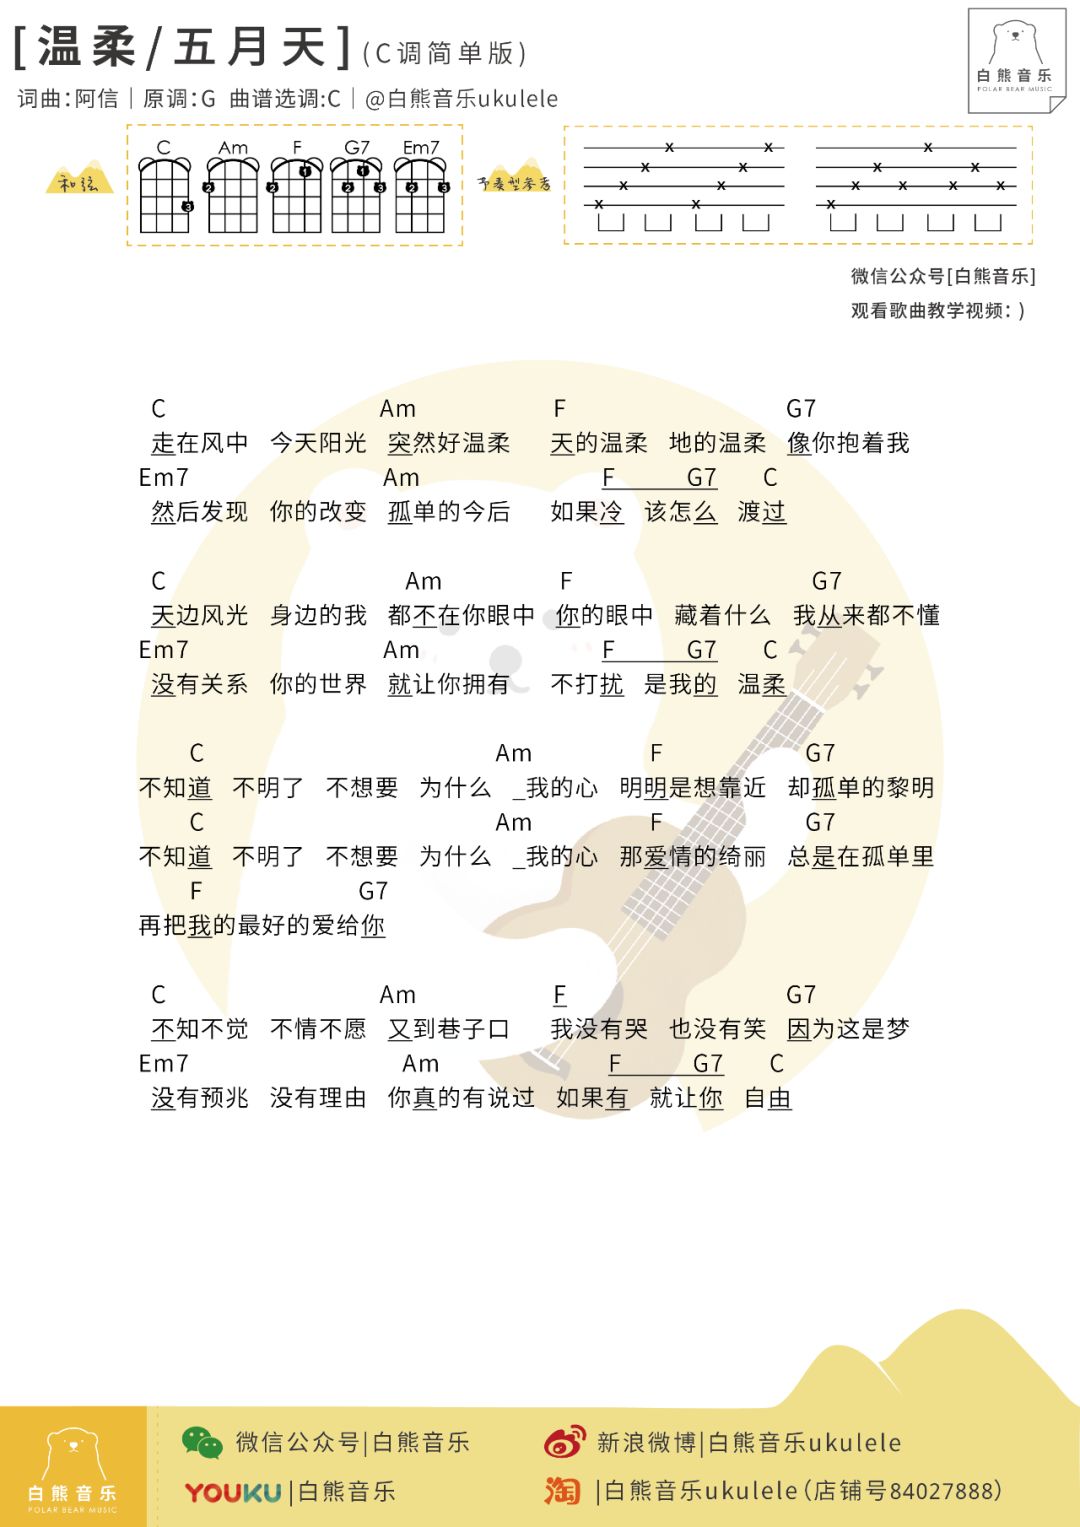 [温柔/五月天](C调简单版)
白熊音乐
POLAR BEAR MUSIC
词曲:阿信｜原调:G 曲谱选调:C｜@白熊音乐ukulele
和弦
C Am F G7 Em7
3 2 2 1 2 1 3 2 3
节奏型参考
x x x x x x x x
x x x x x x x x
微信公众号[白熊音乐]
观看歌曲教学视频: )
C Am F G7
走在风中 今天阳光 突然好温柔 天的温柔 地的温柔 像你抱着我
Em7 Am F G7 C
然后发现 你的改变 孤单的今后 如果冷 该怎么 渡过
C Am F G7
天边风光 身边的我 都不在你眼中 你的眼中 藏着什么 我从来都不懂
Em7 Am F G7 C
没有关系 你的世界 就让你拥有 不打扰 是我的 温柔
C Am F G7
不知道 不明了 不想要 为什么 _我的心 明明是想靠近 却孤单的黎明
C Am F G7
不知道 不明了 不想要 为什么 _我的心 那爱情的绮丽 总是在孤单里
F G7
再把我的最好的爱给你
C Am F G7
不知不觉 不情不愿 又到巷子口 我没有哭 也没有笑 因为这是梦
Em7 Am F G7 C
没有预兆 没有理由 你真的有说过 如果有 就让你 自由
白熊音乐
POLAR BEAR MUSIC
微信公众号|白熊音乐
新浪微博|白熊音乐ukulele
YOUKU |白熊音乐
淘 |白熊音乐ukulele(店铺号84027888)